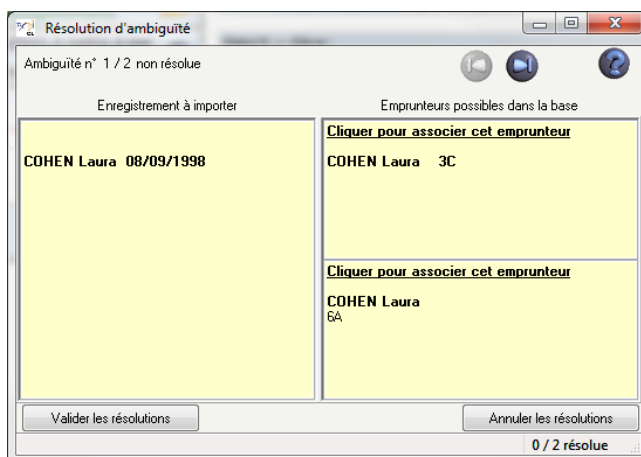 Résolution d'ambiguïté
Ambiguïté n° 1 / 2 non résolue
Enregistrement à importer
COHEN Laura 08/09/1998
Emprunteurs possibles dans la base
Cliquer pour associer cet emprunteur
COHEN Laura 3C
Cliquer pour associer cet emprunteur
COHEN Laura
6A
Valider les résolutions
Annuler les résolutions
0 / 2 résolue